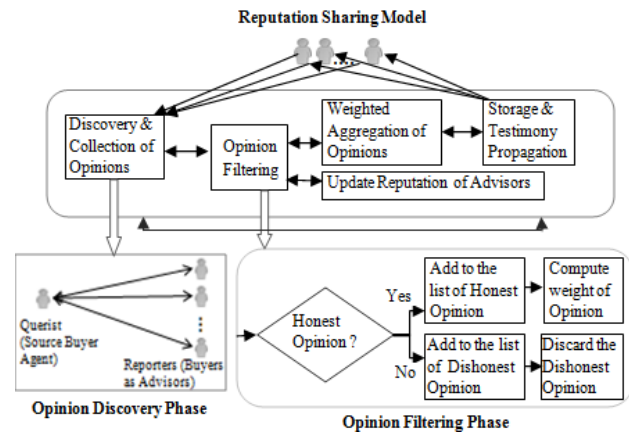 Reputation Sharing Model
Discovery &
Collection of
Opinions
Opinion
Filtering
Weighted
Aggregation of
Opinions
Storage &
Testimony
Propagation
Update Reputation of Advisors
Querist
(Source Buyer
Agent)
Reporters (Buyers
as Advisors)
Opinion Discovery Phase
Honest
Opinion ?
Yes
No
Add to the
list of Honest
Opinion
Compute
weight of
Opinion
Add to the list
of Dishonest
Opinion
Discard the
Dishonest
Opinion
Opinion Filtering Phase